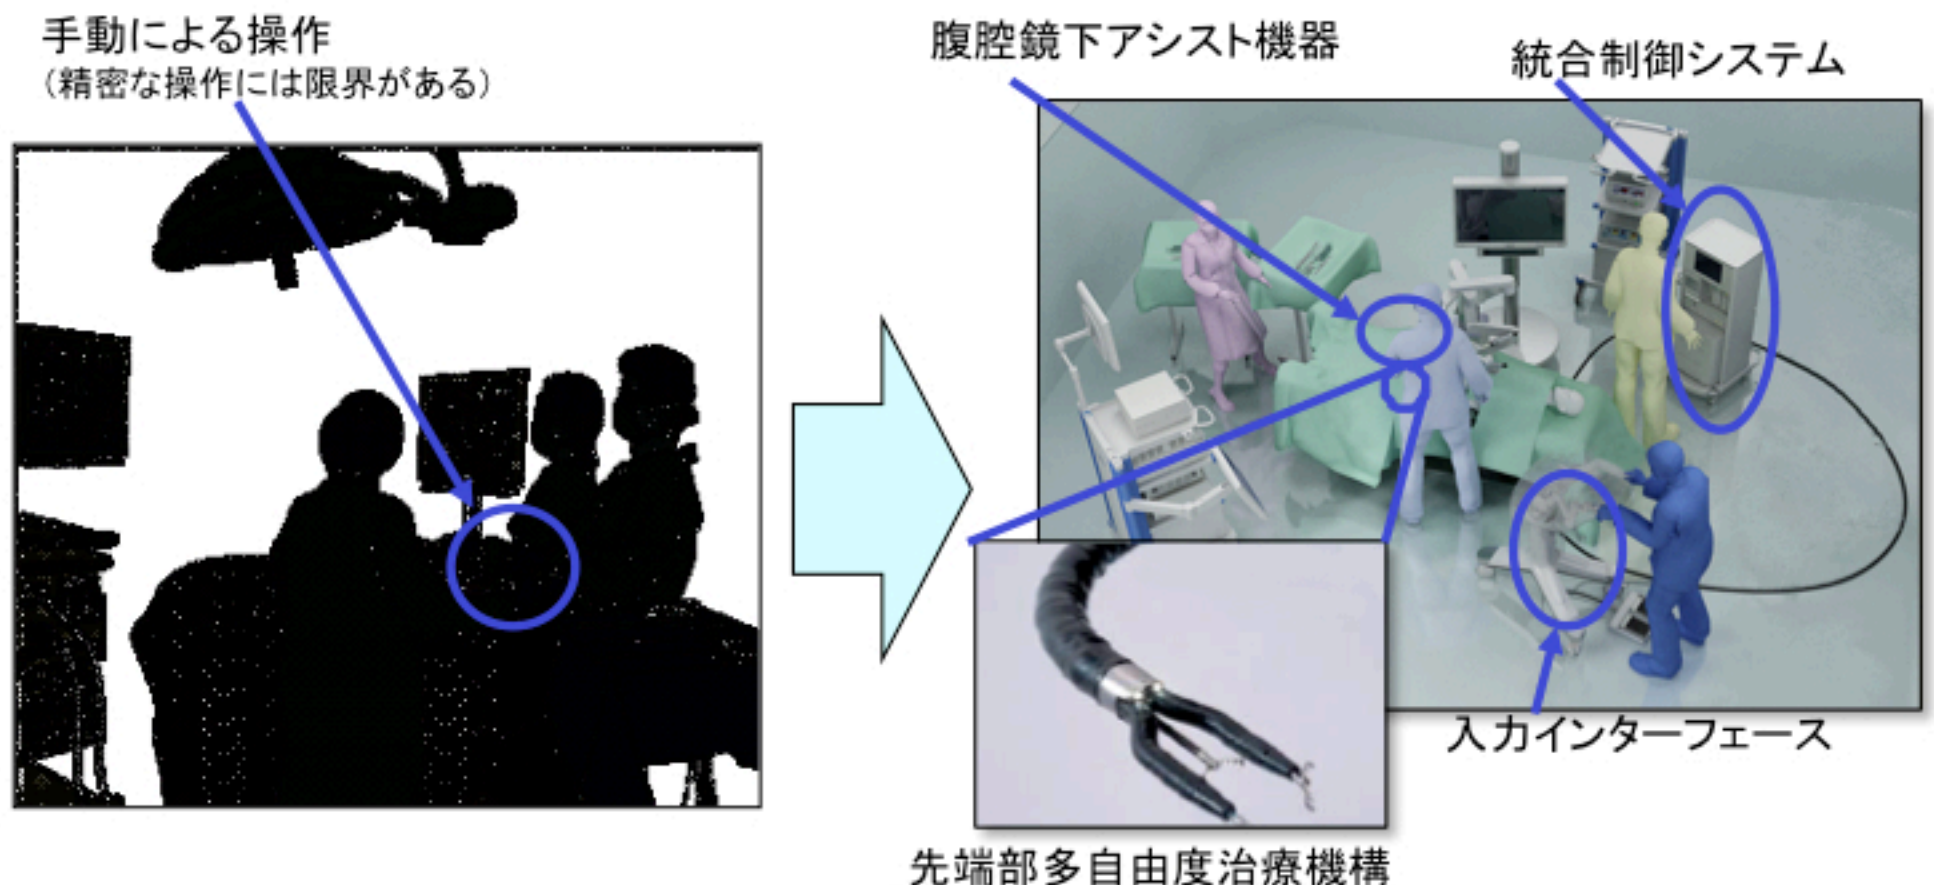 手動による操作
（精密な操作には限界がある）
腹腔鏡下アシスト機器
統合制御システム
入力インターフェース
先端部多自由度治療機構